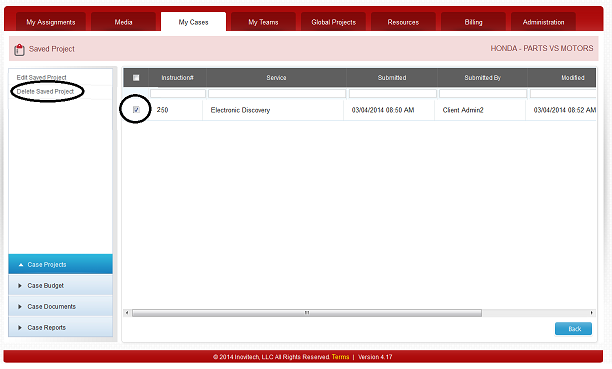 My Assignments Media My Cases My Teams Global Projects Resources Billing Administration
Saved Project HONDA - PARTS VS MOTORS
Edit Saved Project
Delete Saved Project
Instruction# Service Submitted Submitted By Modified
250 Electronic Discovery 03/04/2014 08:50 AM Client Admin2 03/04/2014 08:52 AM
Case Projects
Case Budget
Case Documents
Case Reports
Back
© 2014 Inovitech, LLC All Rights Reserved. Terms | Version 4.17